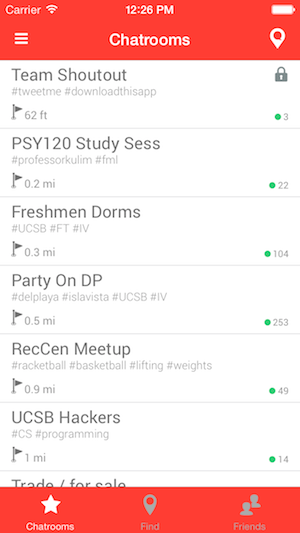 Carrier 12:26 PM
Chatrooms
Team Shoutout
#tweetme #downloadthisapp
62 ft 3
PSY120 Study Sess
#professorkulim #fml
0.2 mi 22
Freshmen Dorms
#UCSB #FT #IV
0.3 mi 104
Party On DP
#delplaya #islavista #UCSB #IV
0.5 mi 253
RecCen Meetup
#racketball #basketball #lifting #weights
0.9 mi 49
UCSB Hackers
#CS #programming
1 mi 14
Trade / for sale
Chatrooms Find Friends